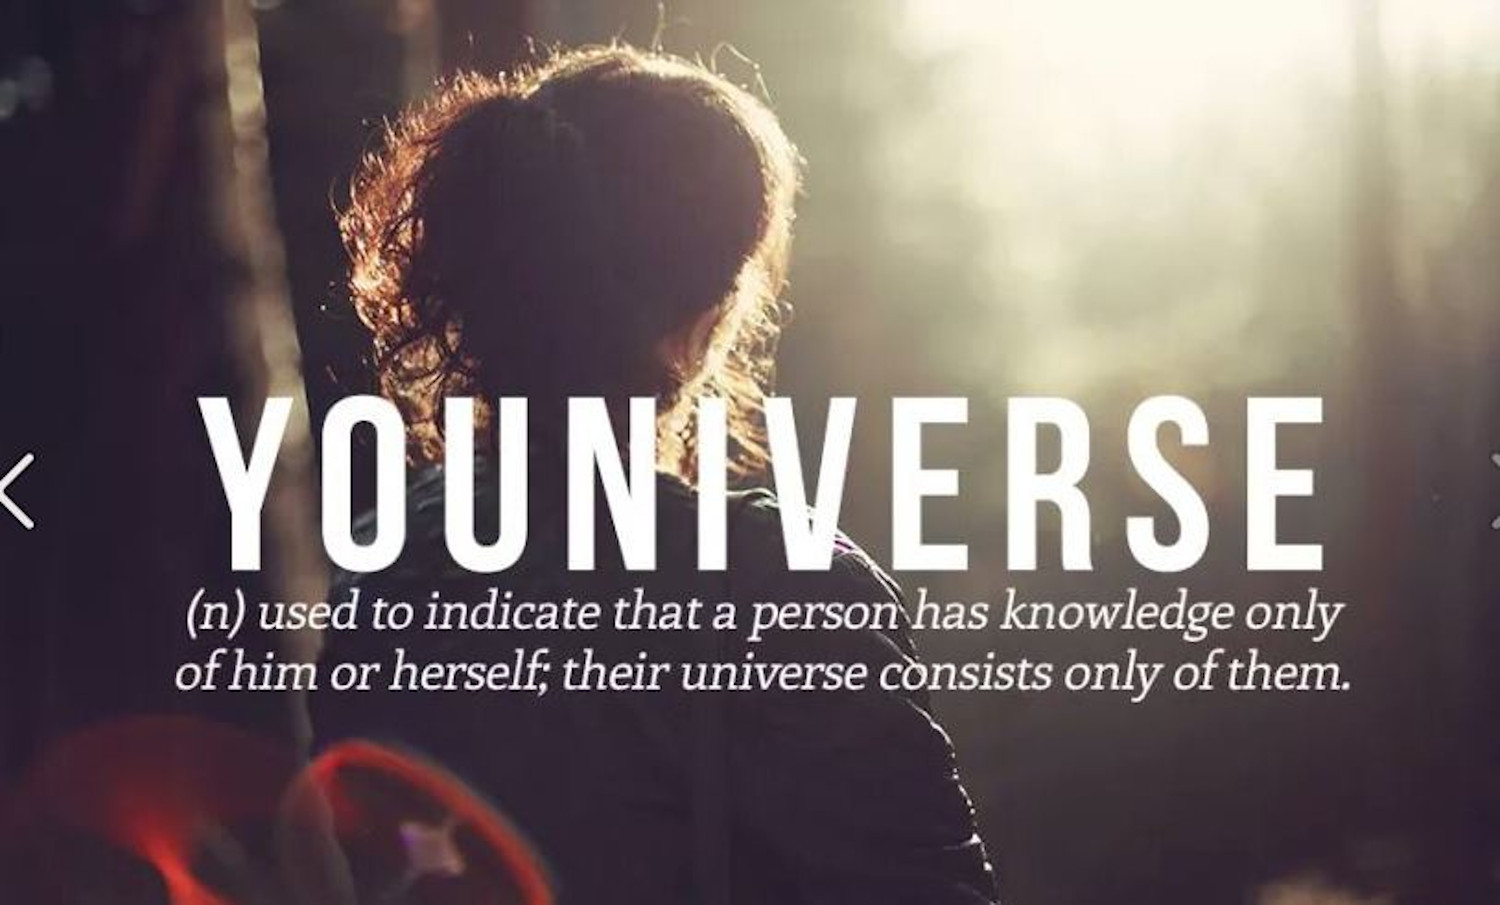 YOUNIVERSE
(n) used to indicate that a person has knowledge only
of him or herself; their universe consists only of them.